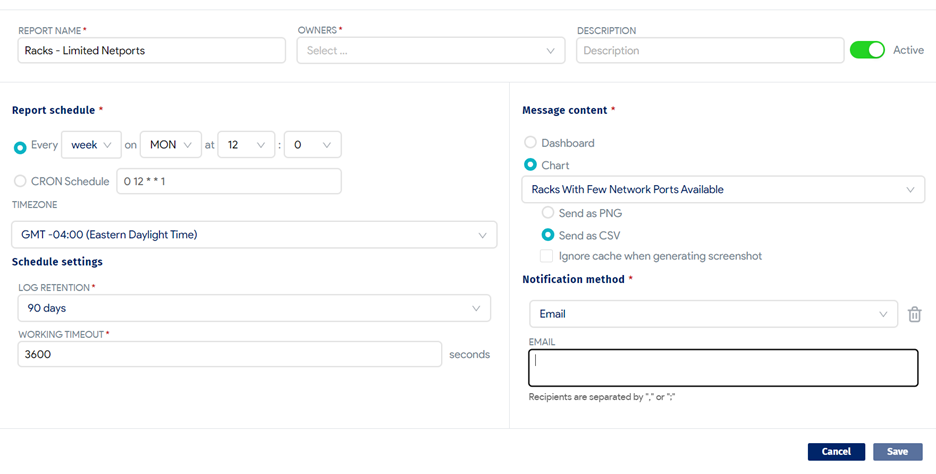 REPORT NAME *
Racks - Limited Netports
OWNERS *
Select ...
DESCRIPTION
Description
Active
Report schedule *
Every week on MON at 12 : 0
CRON Schedule 0 12 * * 1
TIMEZONE
GMT -04:00 (Eastern Daylight Time)
Schedule settings
LOG RETENTION *
90 days
WORKING TIMEOUT *
3600 seconds
Message content *
Dashboard
Chart
Racks With Few Network Ports Available
Send as PNG
Send as CSV
Ignore cache when generating screenshot
Notification method *
Email
EMAIL
Recipients are separated by "," or ";"
Cancel Save